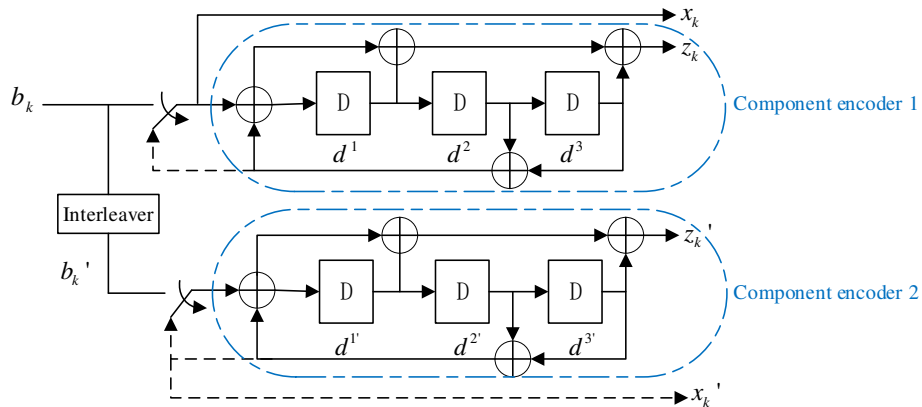 x_k
z_k
b_k
D
D
D
Component encoder 1
d^1
d^2
d^3
Interleaver
b_k'
z_k'
D
D
D
Component encoder 2
d^1'
d^2'
d^3'
x_k'